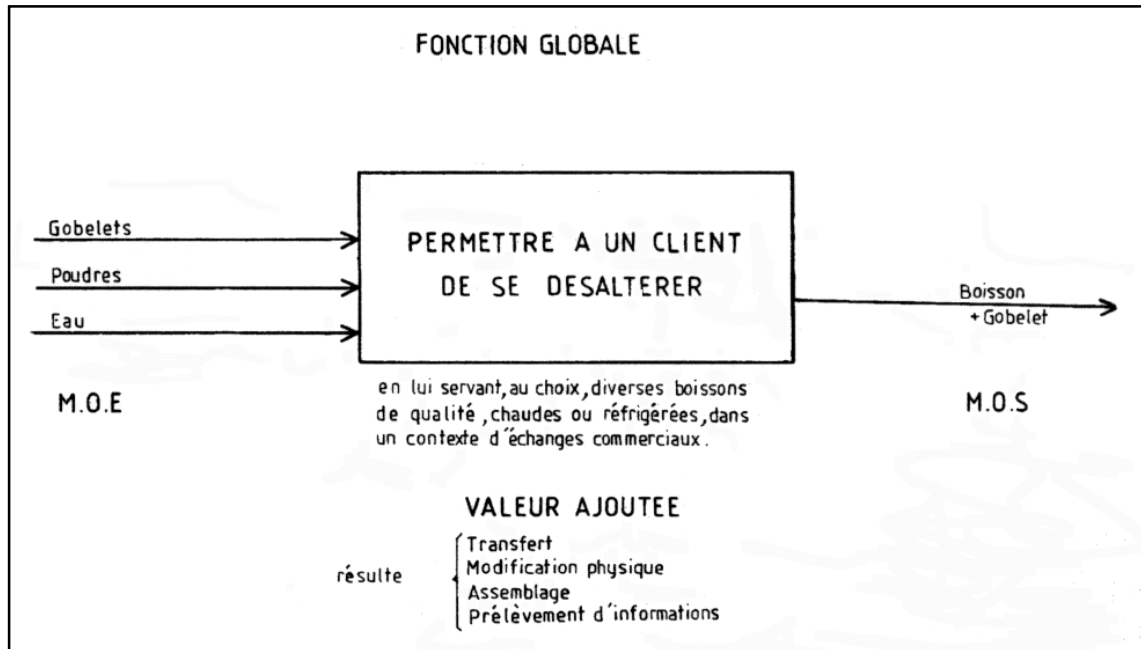 FONCTION GLOBALE
Gobelets
Poudres
Eau
PERMETTRE A UN CLIENT
DE SE DESALTERER
Boisson
+ Gobelet
M.O.E
en lui servant, au choix, diverses boissons
de qualité, chaudes ou réfrigérées, dans
un contexte d'échanges commerciaux.
M.O.S
VALEUR AJOUTEE
résulte
Transfert
Modification physique
Assemblage
Prélèvement d'informations